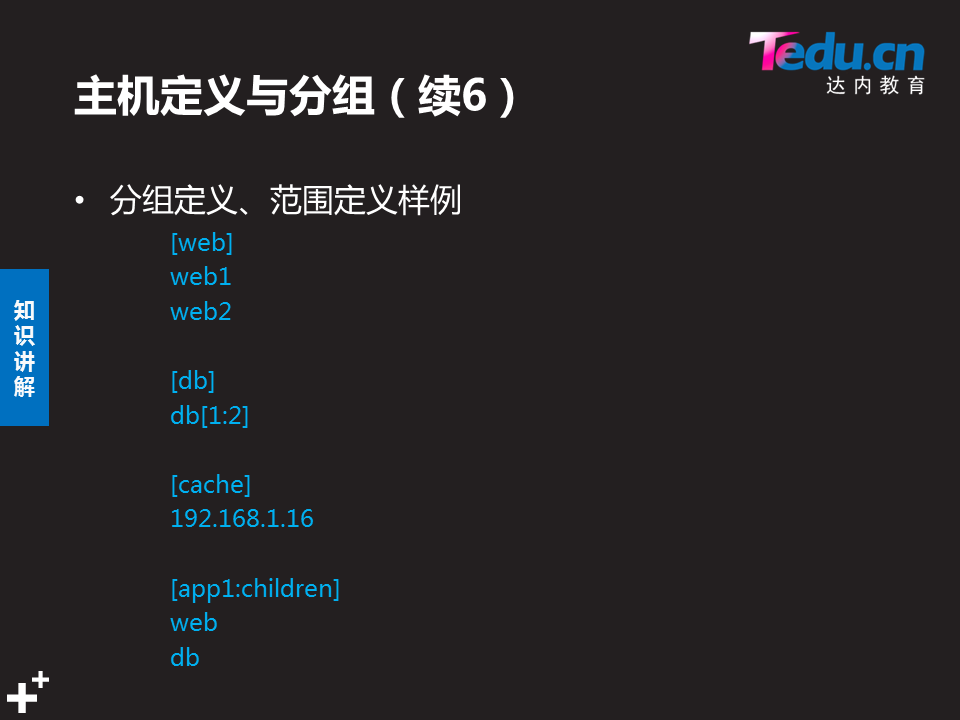 Tedu.cn
达内教育
主机定义与分组（续6）
• 分组定义、范围定义样例
[web]
web1
web2
[db]
db[1:2]
[cache]
192.168.1.16
[app1:children]
web
db
知
识
讲
解